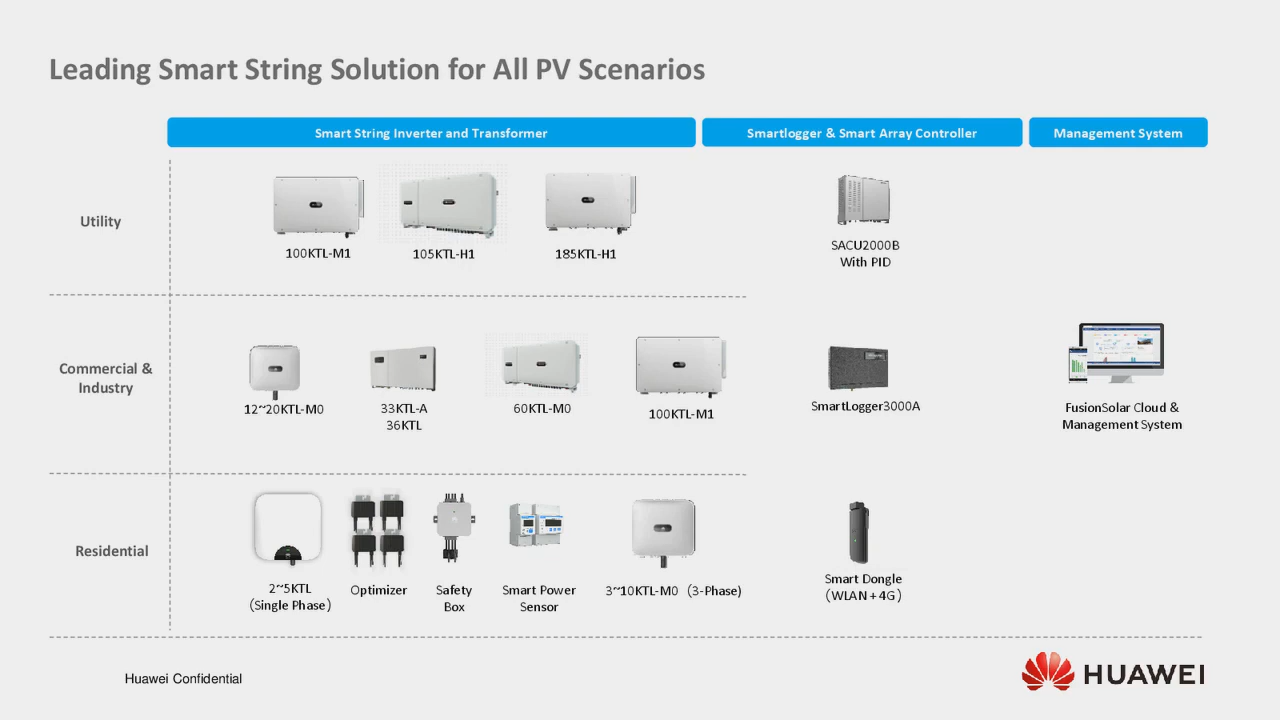 Leading Smart String Solution for All PV Scenarios
Smart String Inverter and Transformer
Smartlogger & Smart Array Controller
Management System
Utility
100KTL-M1
105KTL-H1
185KTL-H1
SACU2000B
With PID
Commercial &
Industry
12~20KTL-M0
33KTL-A
36KTL
60KTL-M0
100KTL-M1
SmartLogger3000A
FusionSolar Cloud &
Management System
Residential
2~5KTL
(Single Phase)
Optimizer
Safety
Box
Smart Power
Sensor
3~10KTL-M0 (3-Phase)
Smart Dongle
(WLAN + 4G)
Huawei Confidential
HUAWEI